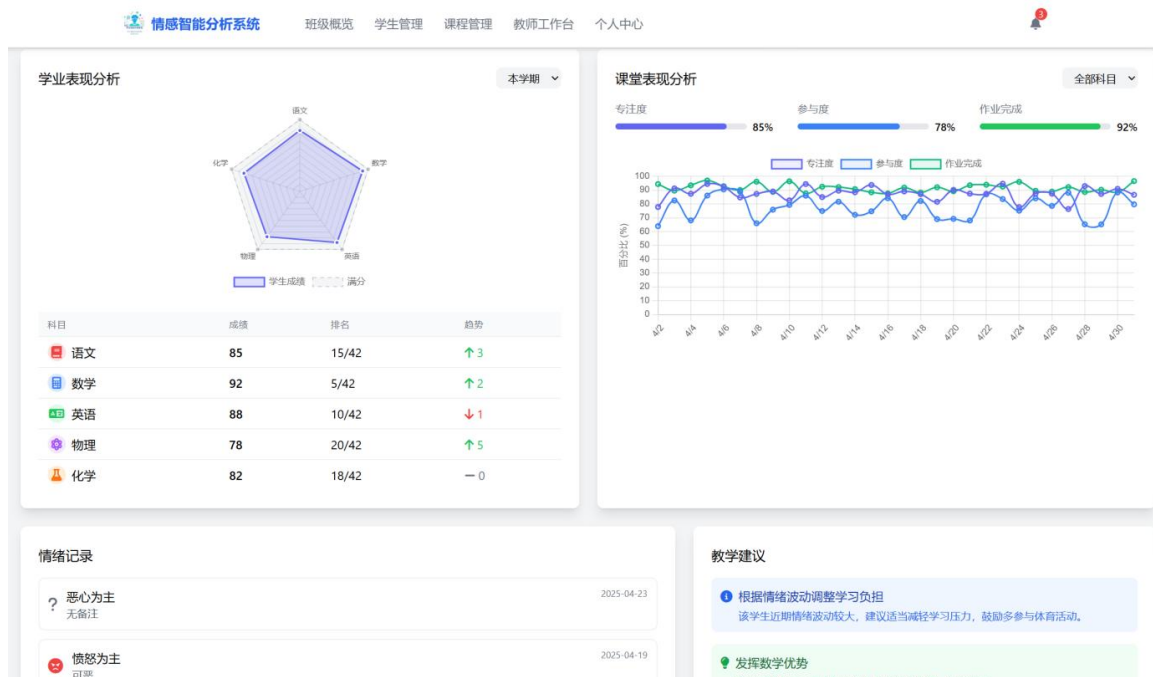 情感智能分析系统 班级概览 学生管理 课程管理 教师工作台 个人中心 3
学业表现分析 本学期
语文
数学
英语
物理
化学
学生成绩 满分
科目 成绩 排名 趋势
语文 85 15/42 ↑3
数学 92 5/42 ↑2
英语 88 10/42 ↓1
物理 78 20/42 ↑5
化学 82 18/42 — 0
课堂表现分析 全部科目
专注度 参与度 作业完成
85% 78% 92%
专注度 参与度 作业完成
百分比 (%)
100
90
80
70
60
50
40
30
20
10
0
4/2 4/4 4/6 4/8 4/10 4/12 4/14 4/16 4/18 4/20 4/22 4/24 4/26 4/28 4/30
情绪记录
? 恶心为主 2025-04-23
无备注
愤怒为主 2025-04-19
可恶
教学建议
根据情绪波动调整学习负担
该学生近期情绪波动较大，建议适当减轻学习压力，鼓励多参与体育活动。
发挥数学优势